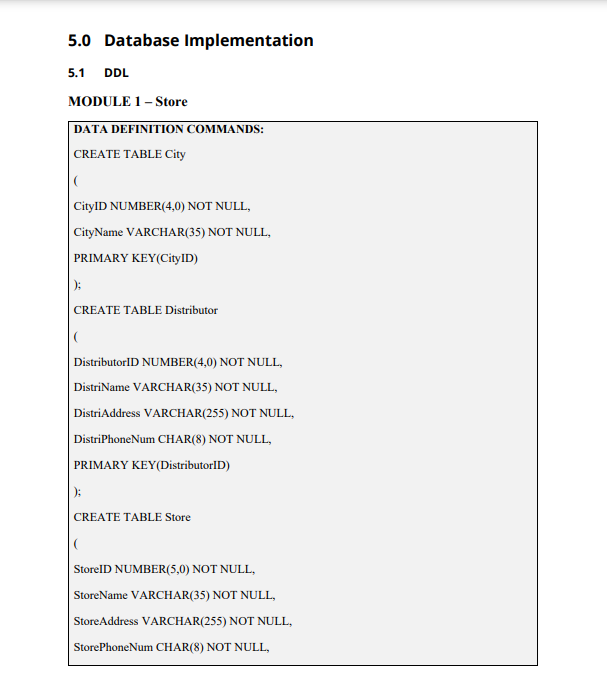 5.0 Database Implementation
5.1 DDL
MODULE 1 – Store
DATA DEFINITION COMMANDS:
CREATE TABLE City
(
CityID NUMBER(4,0) NOT NULL,
CityName VARCHAR(35) NOT NULL,
PRIMARY KEY(CityID)
);
CREATE TABLE Distributor
(
DistributorID NUMBER(4,0) NOT NULL,
DistriName VARCHAR(35) NOT NULL,
DistriAddress VARCHAR(255) NOT NULL,
DistriPhoneNum CHAR(8) NOT NULL,
PRIMARY KEY(DistributorID)
);
CREATE TABLE Store
(
StoreID NUMBER(5,0) NOT NULL,
StoreName VARCHAR(35) NOT NULL,
StoreAddress VARCHAR(255) NOT NULL,
StorePhoneNum CHAR(8) NOT NULL,